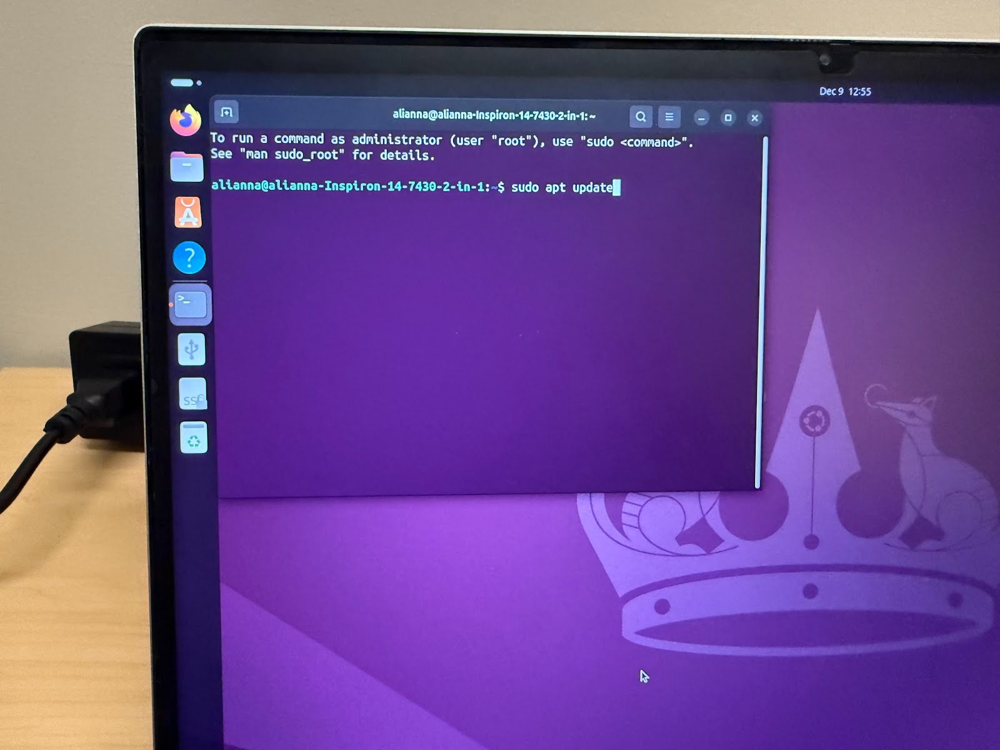 Dec 9 12:55
alianna@alianna-Inspiron-14-7430-2-in-1: ~
To run a command as administrator (user "root"), use "sudo <command>".
See "man sudo_root" for details.
alianna@alianna-Inspiron-14-7430-2-in-1:~$ sudo apt update
?
>_